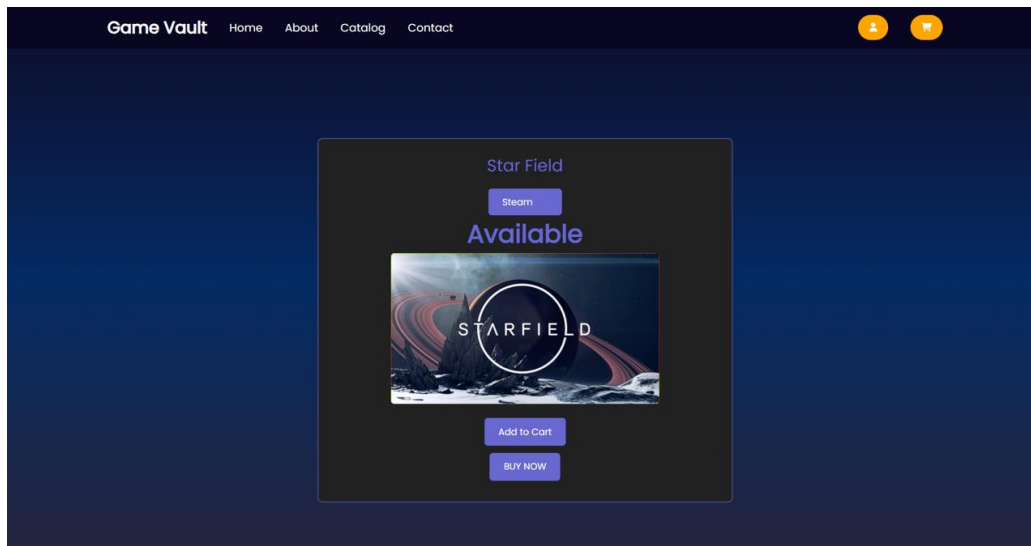 Game Vault Home About Catalog Contact
Star Field
Steam
Available
STARFIELD
Add to Cart
BUY NOW